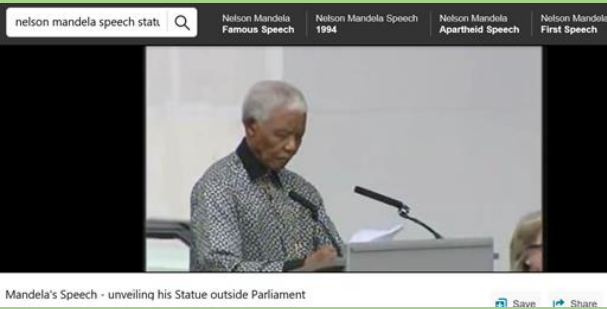 nelson mandela speech statu
Nelson Mandela
Famous Speech
Nelson Mandela Speech
1994
Nelson Mandela
Apartheid Speech
Nelson Mandela
First Speech
Mandela's Speech - unveiling his Statue outside Parliament
Save
Share